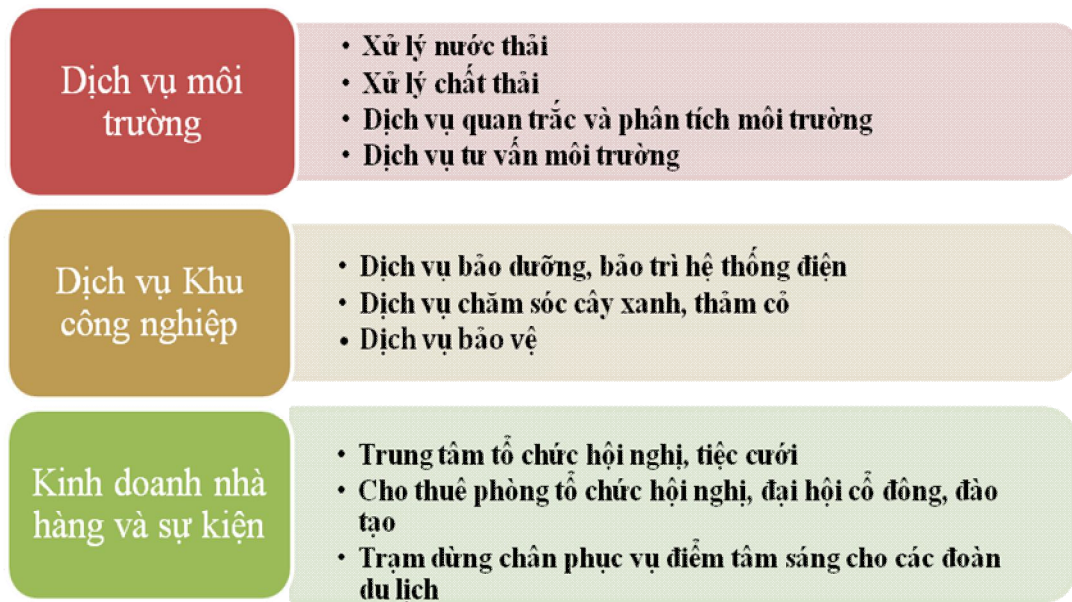 Dịch vụ môi
trường
• Xử lý nước thải
• Xử lý chất thải
• Dịch vụ quan trắc và phân tích môi trường
• Dịch vụ tư vấn môi trường
Dịch vụ Khu
công nghiệp
• Dịch vụ bảo dưỡng, bảo trì hệ thống điện
• Dịch vụ chăm sóc cây xanh, thảm cỏ
• Dịch vụ bảo vệ
Kinh doanh nhà
hàng và sự kiện
• Trung tâm tổ chức hội nghị, tiệc cưới
• Cho thuê phòng tổ chức hội nghị, đại hội cổ đông, đào
tạo
• Trạm dừng chân phục vụ điểm tâm sáng cho các đoàn
du lịch